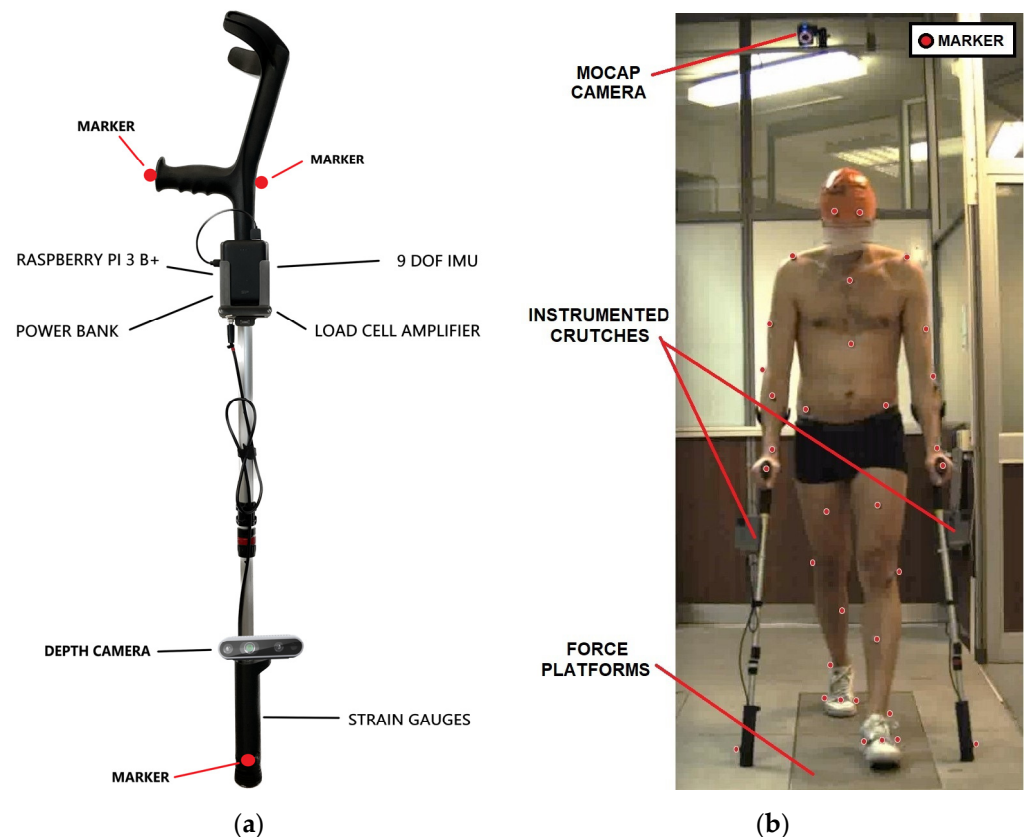 MARKER
MARKER
RASPBERRY PI 3 B+
9 DOF IMU
POWER BANK
LOAD CELL AMPLIFIER
DEPTH CAMERA
STRAIN GAUGES
MARKER
(a)
MARKER
MOCAP
CAMERA
INSTRUMENTED
CRUTCHES
FORCE
PLATFORMS
(b)